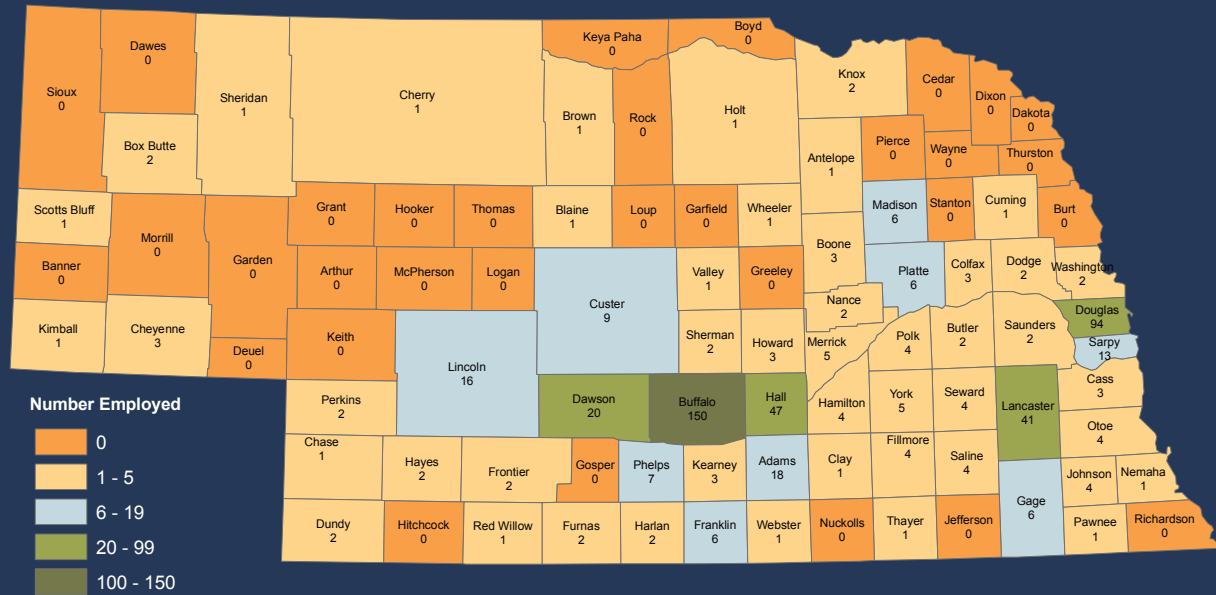 Sioux
0
Dawes
0
Sheridan
1
Cherry
1
Keya Paha
0
Boyd
0
Brown
1
Rock
0
Holt
1
Knox
2
Cedar
0
Dixon
0
Dakota
0
Box Butte
2
Antelope
1
Pierce
0
Wayne
0
Thurston
0
Scotts Bluff
1
Morrill
0
Garden
0
Grant
0
Hooker
0
Thomas
0
Blaine
1
Loup
0
Garfield
0
Wheeler
1
Madison
6
Stanton
0
Cuming
1
Burt
0
Banner
0
Arthur
0
McPherson
0
Logan
0
Custer
9
Valley
1
Greeley
0
Boone
3
Platte
6
Colfax
3
Dodge
2
Washington
2
Kimball
1
Cheyenne
3
Deuel
0
Keith
0
Lincoln
16
Sherman
2
Howard
3
Nance
2
Merrick
5
Polk
4
Butler
2
Saunders
2
Douglas
94
Sarpy
13
Perkins
2
Dawson
20
Buffalo
150
Hall
47
Hamilton
4
York
5
Seward
4
Lancaster
41
Cass
3
Otoe
4
Chase
1
Hayes
2
Frontier
2
Gosper
0
Phelps
7
Kearney
3
Adams
18
Clay
1
Fillmore
4
Saline
4
Gage
6
Johnson
4
Nemaha
1
Dundy
2
Hitchcock
0
Red Willow
1
Furnas
2
Harlan
2
Franklin
6
Webster
1
Nuckolls
0
Thayer
1
Jefferson
0
Pawnee
1
Richardson
0
Number Employed
0
1 - 5
6 - 19
20 - 99
100 - 150